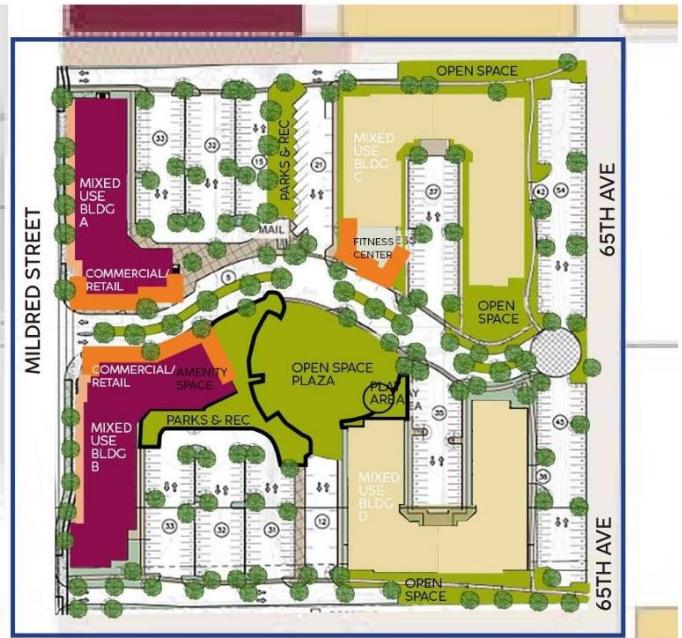 OPEN SPACE
33
32
15
PARKS & REC
21
MIXED
USE BLDG
C
37
42
54
65TH AVE
MIXED
USE
BLDG
A
MAIL
FITNESS
CENTER
COMMERCIAL/
RETAIL
5
OPEN
SPACE
MILDRED STREET
COMMERCIAL/
RETAIL
AMENITY
SPACE
OPEN SPACE
PLAZA
PLAY
AREA
PARKS & REC
MIXED
USE
BLDG
B
35
45
MIXED
USE
BLDG
D
36
33
32
31
12
65TH AVE
OPEN
SPACE